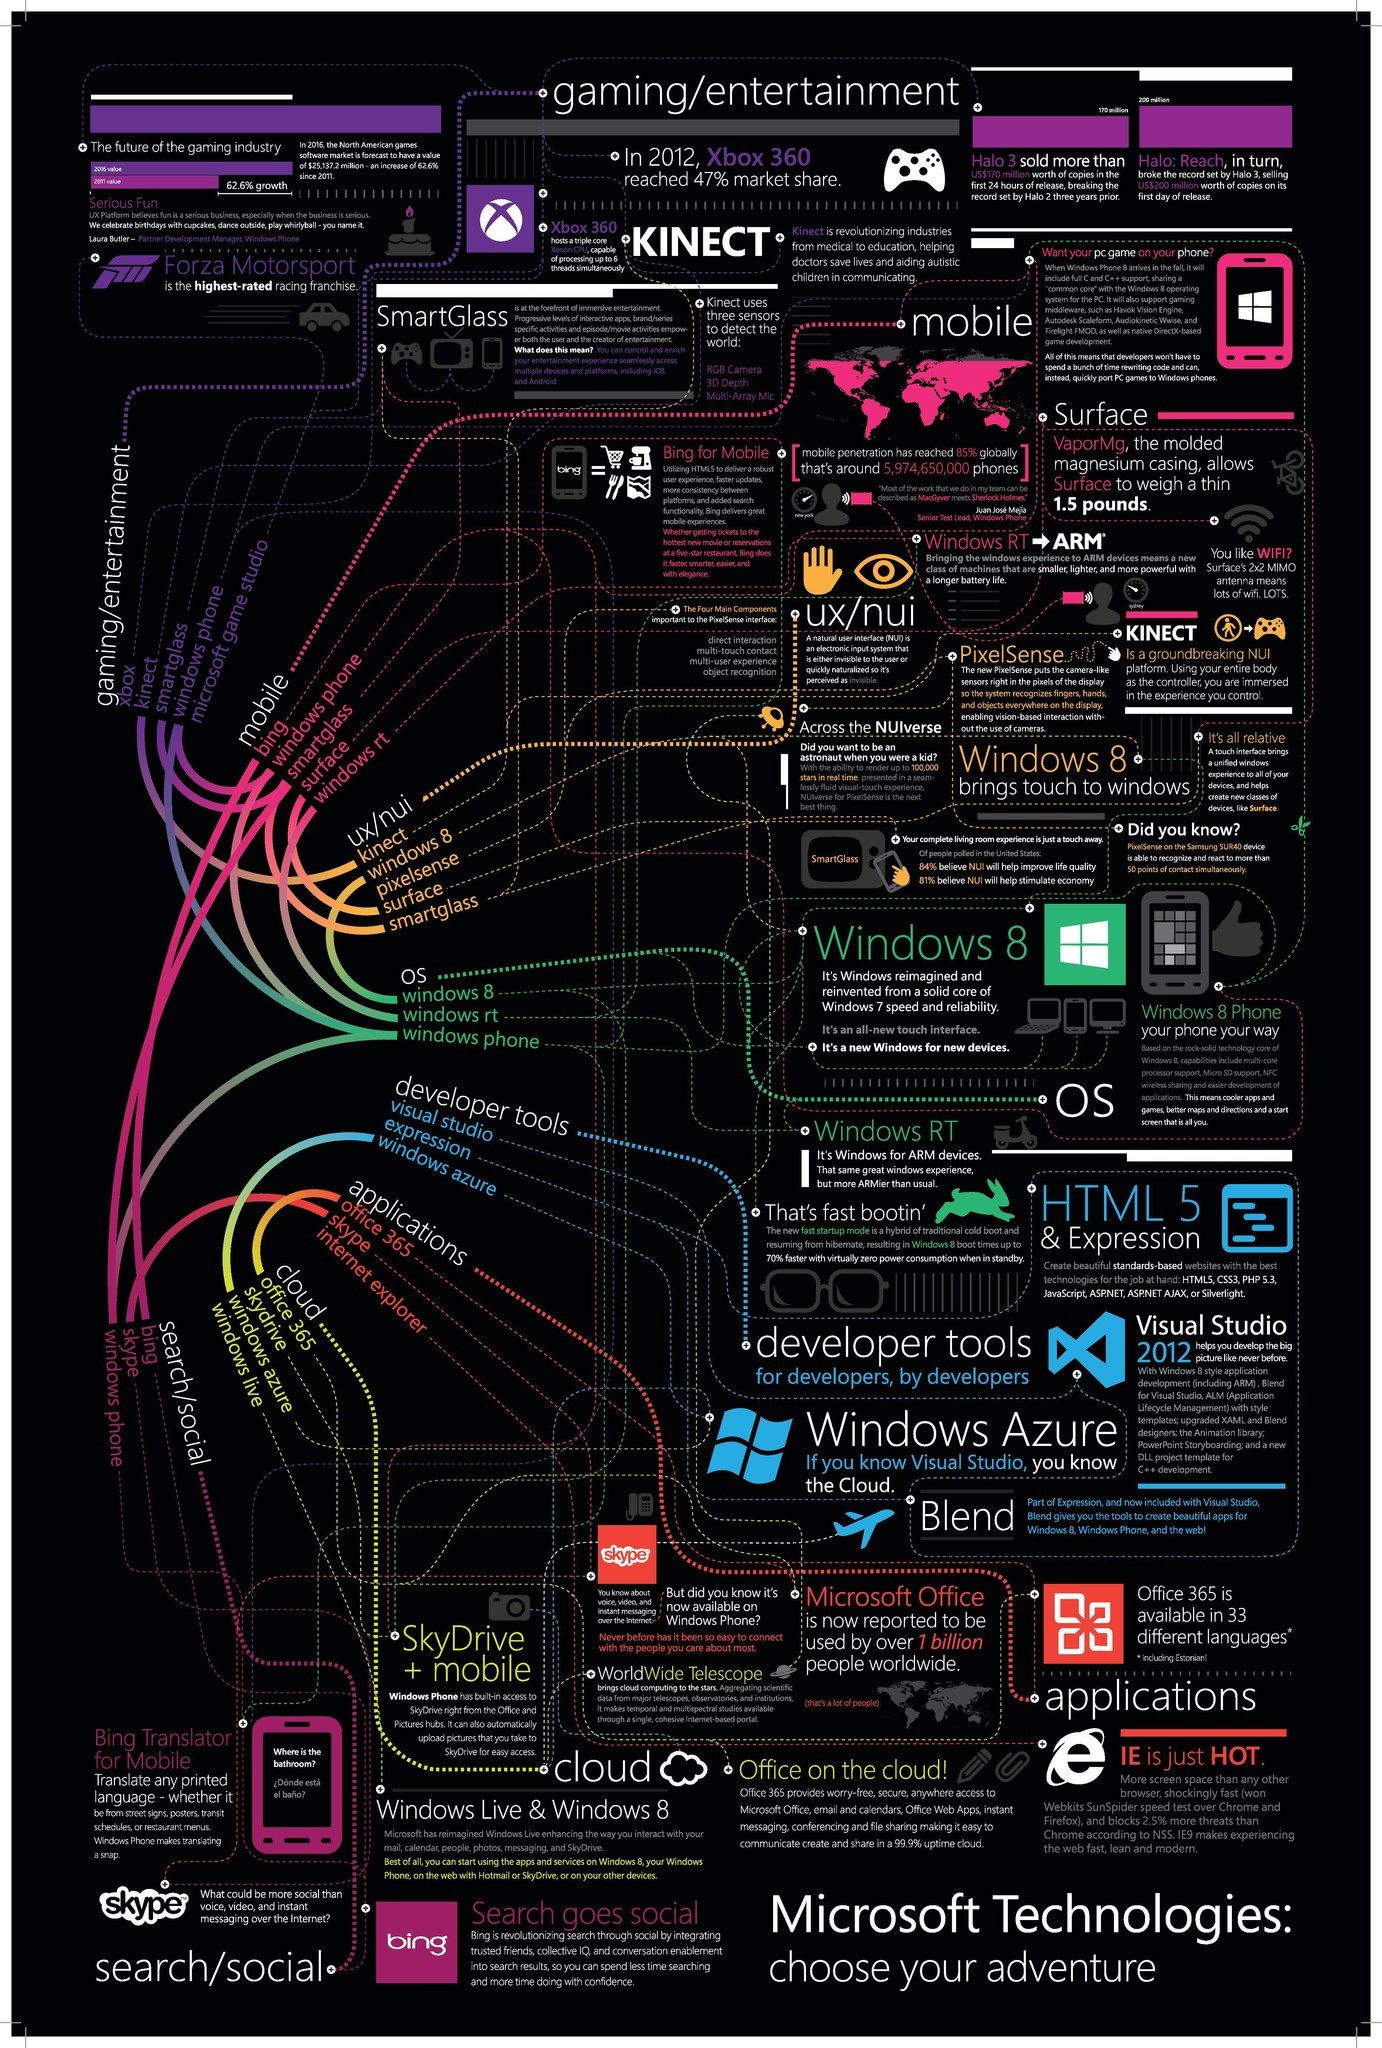 gaming/entertainment
The future of the gaming industry
2016 value
2011 value
62.6% growth
In 2016, the North American games
software market is forecast to have a value
of $25,137.2 million - an increase of 62.6%
since 2011.
Serious Fun
UX Platform believes fun is a serious business, especially when the business is serious.
We celebrate birthdays with cupcakes, dance outside, play whirlyball - you name it.
Laura Butler – Partner Development Manager, Windows Phone
Forza Motorsport
is the highest-rated racing franchise.
In 2012, Xbox 360
reached 47% market share.
Xbox 360
hosts a triple core
Xenon CPU, capable
of processing up to 6
threads simultaneously
KINECT
Kinect is revolutionizing industries
from medical to education, helping
doctors save lives and aiding autistic
children in communicating.
170 million
Halo 3 sold more than
US$170 million worth of copies in the
first 24 hours of release, breaking the
record set by Halo 2 three years prior.
200 million
Halo: Reach, in turn,
broke the record set by Halo 3, selling
US$200 million worth of copies on its
first day of release.
SmartGlass
is at the forefront of immersive entertainment.
Progressive levels of interactive apps, brand/series
specific activities and episode/movie activities empow-
er both the user and the creator of entertainment.
What does this mean? You can control and enrich
your entertainment experience seamlessly across
multiple devices and platforms, including iOS
and Android
Kinect uses
three sensors
to detect the
world:
RGB Camera
3D Depth
Multi-Array Mic
Want your pc game on your phone?
When Windows Phone 8 arrives in the fall, it will
include full C and C++ support, sharing a
"common core" with the Windows 8 operating
system for the PC. It will also support gaming
middleware, such as Havok Vision Engine,
Autodesk Scaleform, Audiokinetic Wwise, and
Firelight FMOD, as well as native DirectX-based
game development.
All of this means that developers won't have to
spend a bunch of time rewriting code and can,
instead, quickly port PC games to Windows phones.
mobile
mobile penetration has reached 85% globally
that's around 5,974,650,000 phones
"Most of the work that we do in my team can be
described as MacGyver meets Sherlock Holmes."
Juan José Mejía
Senior Test Lead, Windows Phone
new york
bing
Bing for Mobile
Utilizing HTML5 to deliver a robust
user experience, faster updates,
more consistency between
platforms, and added search
functionality, Bing delivers great
mobile experiences.
Whether getting tickets to the
hottest new movie or reservations
at a five-star restaurant, Bing does
it faster, smarter, easier, and
with elegance.
Surface
VaporMg, the molded
magnesium casing, allows
Surface to weigh a thin
1.5 pounds.
You like WIFI?
Surface's 2x2 MIMO
antenna means
lots of wifi. LOTS.
Windows RT ARM
Bringing the windows experience to ARM devices means a new
class of machines that are smaller, lighter, and more powerful with
a longer battery life.
sydney
ux/nui
A natural user interface (NUI) is
an electronic input system that
is either invisible to the user or
quickly naturalized so it's
perceived as invisible.
The Four Main Components
important to the PixelSense interface:
direct interaction
multi-touch contact
multi-user experience
object recognition
KINECT
Is a groundbreaking NUI
platform. Using your entire body
as the controller, you are immersed
in the experience you control.
PixelSense
The new PixelSense puts the camera-like
sensors right in the pixels of the display
so the system recognizes fingers, hands,
and objects everywhere on the display,
enabling vision-based interaction with-
out the use of cameras.
Across the NUIverse
Did you want to be an
astronaut when you were a kid?
With the ability to render up to 100,000
stars in real time, presented in a seam-
lessly fluid visual-touch experience,
NUIverse for PixelSense is the next
best thing.
Windows 8
brings touch to windows
It's all relative
A touch interface brings
a unified windows
experience to all of your
devices, and helps
create new classes of
devices, like Surface.
Did you know?
PixelSense on the Samsung SUR40 device
is able to recognize and react to more than
50 points of contact simultaneously.
SmartGlass
Your complete living room experience is just a touch away.
Of people polled in the United States:
84% believe NUI will help improve life quality
81% believe NUI will help stimulate economy
gaming/entertainment
xbox
kinect
smartglass
windows phone
microsoft game studio
mobile
bing
windows phone
smartglass
surface
windows rt
ux/nui
kinect
windows 8
pixelsense
surface
smartglass
os
windows 8
windows rt
windows phone
developer tools
visual studio
expression
windows azure
applications
office 365
skype
internet explorer
cloud
office 365
skydrive
windows azure
windows live
search/social
bing
skype
windows phone
Windows 8
It's Windows reimagined and
reinvented from a solid core of
Windows 7 speed and reliability.
It's an all-new touch interface.
It's a new Windows for new devices.
Windows 8 Phone
your phone your way
Based on the rock-solid technology core of
Windows 8, capabilities include multi-core
processor support, Micro SD support, NFC
wireless sharing and easier development of
applications. This means cooler apps and
games, better maps and directions and a start
screen that is all you.
OS
Windows RT
It's Windows for ARM devices.
That same great windows experience,
but more ARMier than usual.
That's fast bootin'
The new fast startup mode is a hybrid of traditional cold boot and
resuming from hibernate, resulting in Windows 8 boot times up to
70% faster with virtually zero power consumption when in standby.
HTML 5
& Expression
Create beautiful standards-based websites with the best
technologies for the job at hand: HTML5, CSS3, PHP 5.3,
JavaScript, ASP.NET, ASP.NET AJAX, or Silverlight.
developer tools
for developers, by developers
Visual Studio
2012 helps you develop the big
picture like never before.
With Windows 8 style application
development (including ARM) , Blend
for Visual Studio, ALM (Application
Lifecycle Management) with style
templates; upgraded XAML and Blend
designers; the Animation library;
PowerPoint Storyboarding; and a new
DLL project template for
C++ development.
Windows Azure
If you know Visual Studio, you know
the Cloud.
Blend
Part of Expression, and now included with Visual Studio,
Blend gives you the tools to create beautiful apps for
Windows 8, Windows Phone, and the web!
skype
You know about
voice, video, and
instant messaging
over the Internet.
But did you know it's
now available on
Windows Phone?
Never before has it been so easy to connect
with the people you care about most.
Microsoft Office
is now reported to be
used by over 1 billion
people worldwide.
(that's a lot of people)
Office 365 is
available in 33
different languages*
* including Estonian!
applications
SkyDrive
+ mobile
Windows Phone has built-in access to
SkyDrive right from the Office and
Pictures hubs. It can also automatically
upload pictures that you take to
SkyDrive for easy access.
WorldWide Telescope
brings cloud computing to the stars. Aggregating scientific
data from major telescopes, observatories, and institutions,
it makes temporal and multispectral studies available
through a single, cohesive Internet-based portal.
cloud
Office on the cloud!
Office 365 provides worry-free, secure, anywhere access to
Microsoft Office, email and calendars, Office Web Apps, instant
messaging, conferencing and file sharing making it easy to
communicate create and share in a 99.9% uptime cloud.
IE is just HOT.
More screen space than any other
browser, shockingly fast (won
Webkits SunSpider speed test over Chrome and
Firefox), and blocks 2.5% more threats than
Chrome according to NSS. IE9 makes experiencing
the web fast, lean and modern.
Windows Live & Windows 8
Microsoft has reimagined Windows Live enhancing the way you interact with your
mail, calendar, people, photos, messaging, and SkyDrive.
Best of all, you can start using the apps and services on Windows 8, your Windows
Phone, on the web with Hotmail or SkyDrive, or on your other devices.
Bing Translator
for Mobile
Translate any printed
language - whether it
be from street signs, posters, transit
schedules, or restaurant menus.
Windows Phone makes translating
a snap.
Where is the
bathroom?
¿Dónde está
el baño?
skype
What could be more social than
voice, video, and instant
messaging over the Internet?
search/social
bing
Search goes social
Bing is revolutionizing search through social by integrating
trusted friends, collective IQ, and conversation enablement
into search results, so you can spend less time searching
and more time doing with confidence.
Microsoft Technologies:
choose your adventure